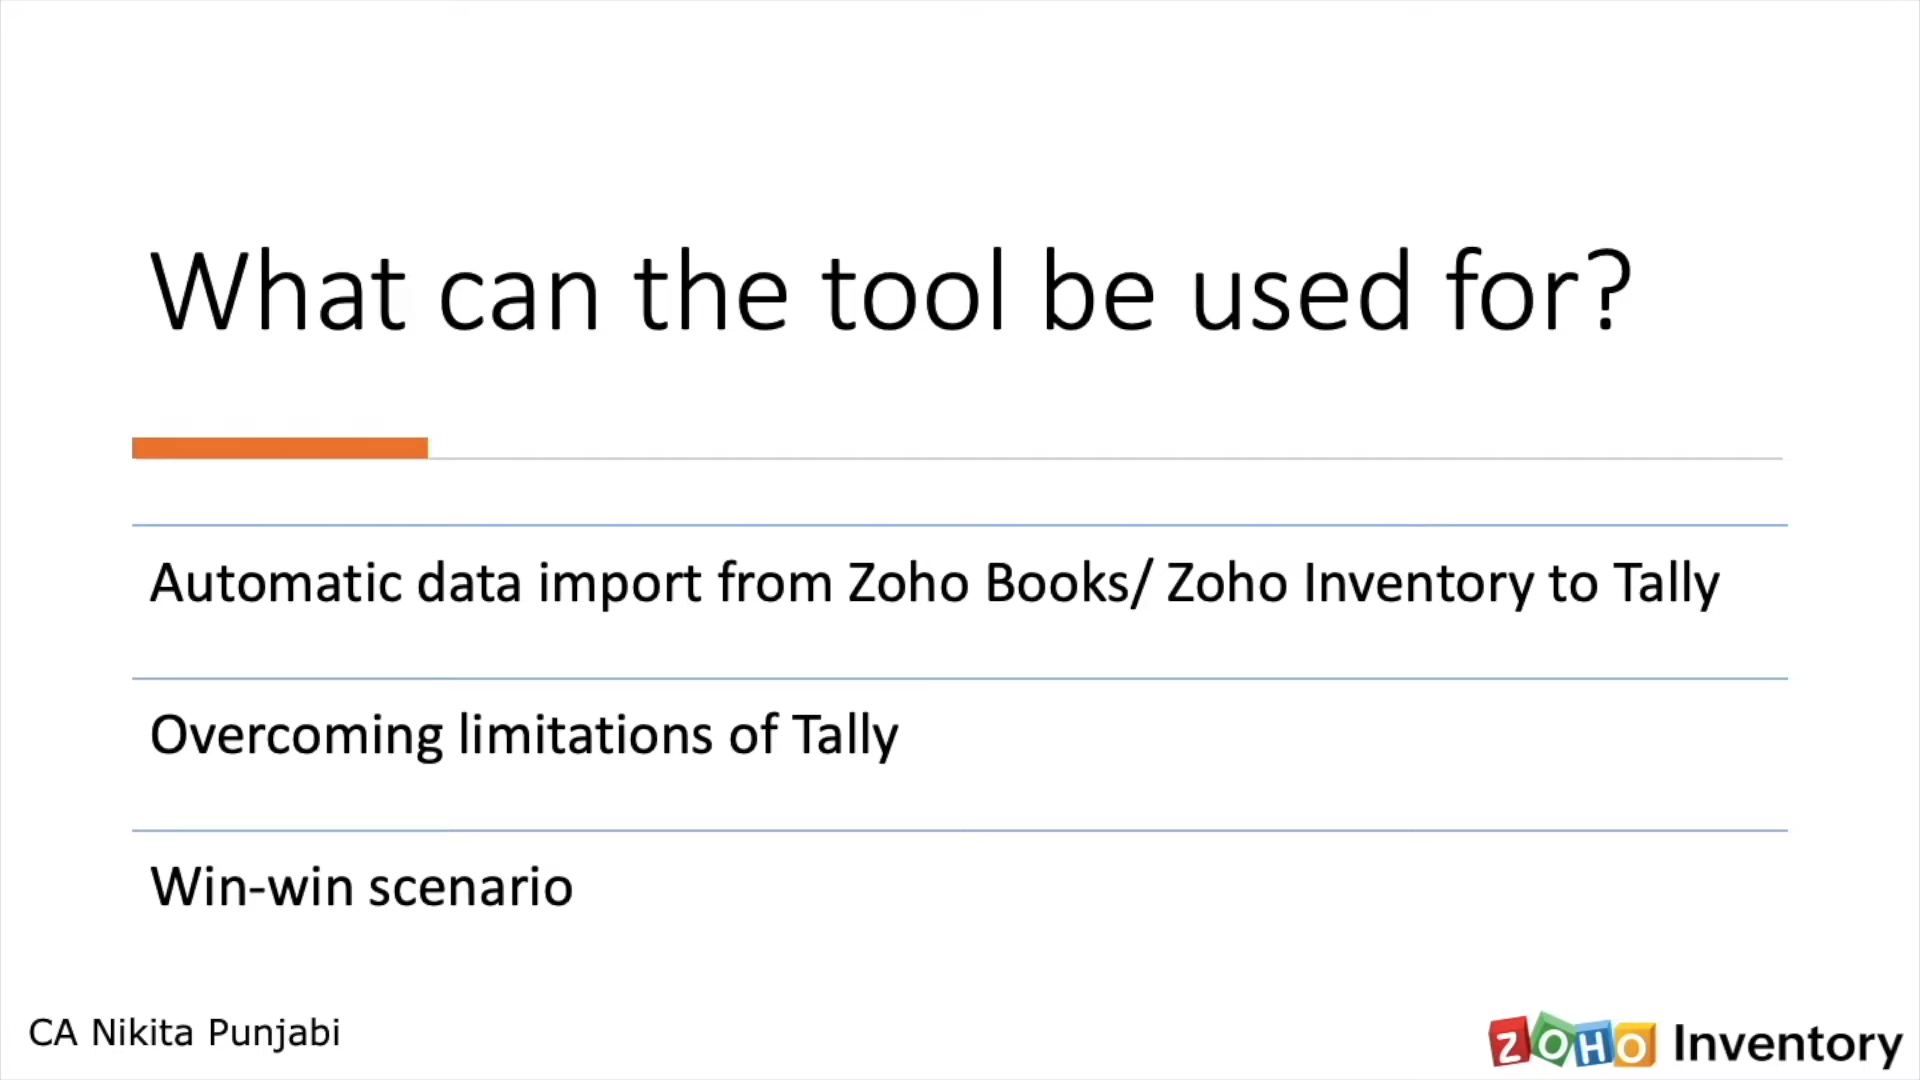 What can the tool be used for?
Automatic data import from Zoho Books/ Zoho Inventory to Tally
Overcoming limitations of Tally
Win-win scenario
CA Nikita Punjabi
ZOHO Inventory